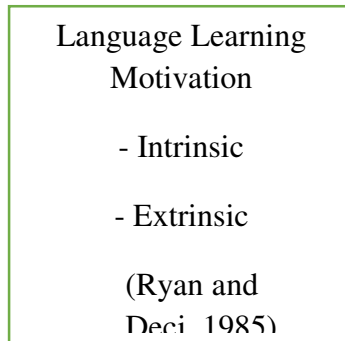 Language Learning
Motivation
- Intrinsic
- Extrinsic
(Ryan and
Deci, 1985)